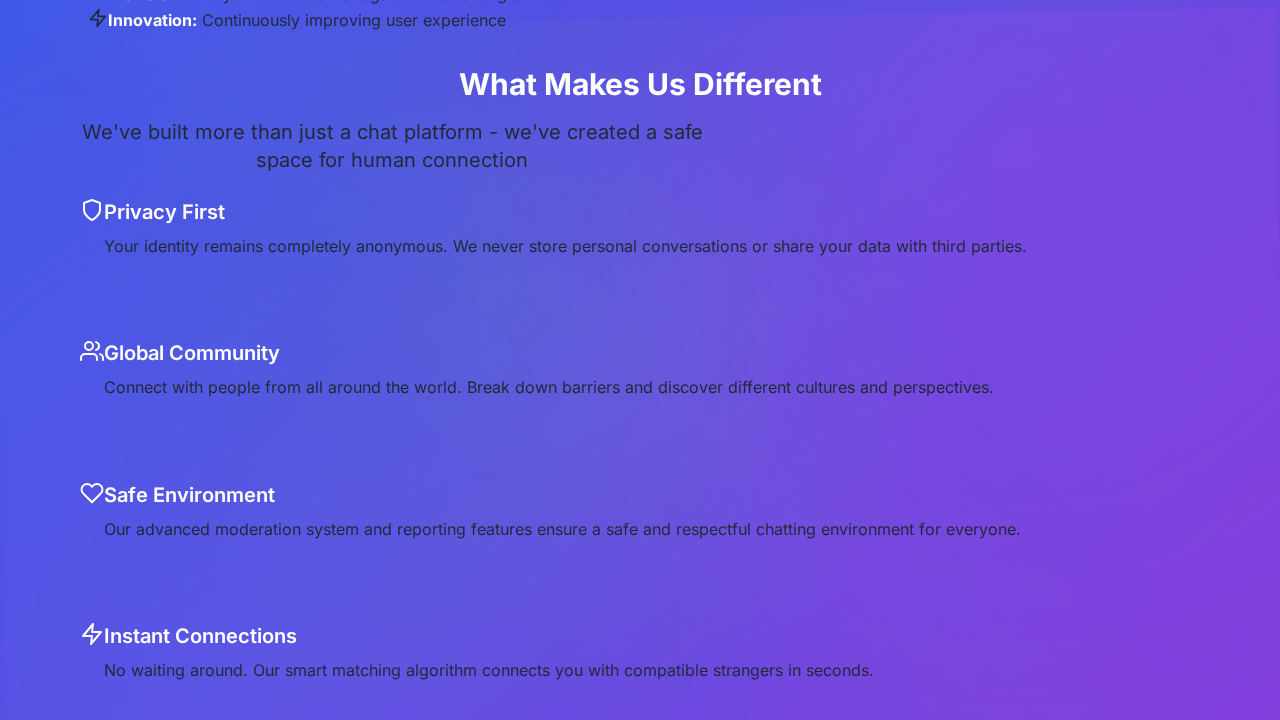 Innovation: Continuously improving user experience
What Makes Us Different
We've built more than just a chat platform - we've created a safe
space for human connection
Privacy First
Your identity remains completely anonymous. We never store personal conversations or share your data with third parties.
Global Community
Connect with people from all around the world. Break down barriers and discover different cultures and perspectives.
Safe Environment
Our advanced moderation system and reporting features ensure a safe and respectful chatting environment for everyone.
Instant Connections
No waiting around. Our smart matching algorithm connects you with compatible strangers in seconds.